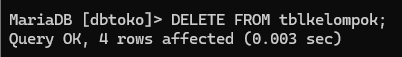 MariaDB [dbtoko]> DELETE FROM tblkelompok;
Query OK, 4 rows affected (0.003 sec)